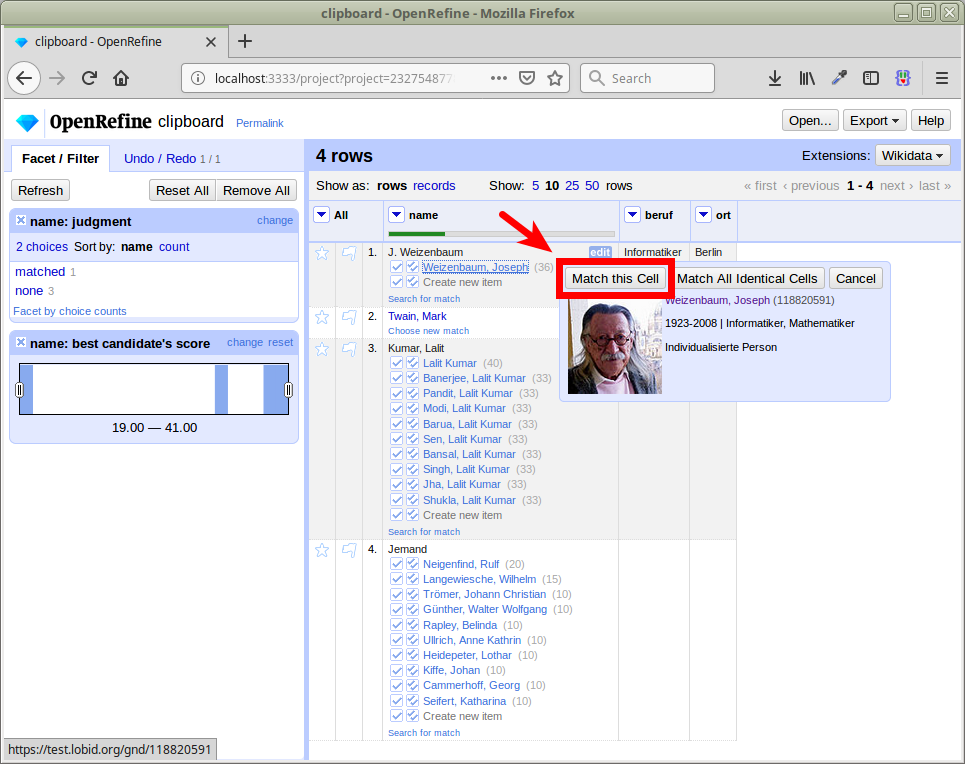 clipboard - OpenRefine - Mozilla Firefox
clipboard - OpenRefine
localhost:3333/project?project=232754877
Search
OpenRefine clipboard Permalink
Open... Export Help
Facet / Filter
Undo / Redo 1 / 1
4 rows
Extensions: Wikidata
Refresh
Reset All
Remove All
Show as: rows records
Show: 5 10 25 50 rows
« first ‹ previous 1 - 4 next › last »
name: judgment
change
2 choices Sort by: name count
matched 1
none 3
Facet by choice counts
name: best candidate's score
change reset
19.00 — 41.00
All
name
beruf
ort
1.
J. Weizenbaum
edit
Informatiker
Berlin
Weizenbaum, Joseph (36)
Create new item
Search for match
Match this Cell
Match All Identical Cells
Cancel
Weizenbaum, Joseph (118820591)
1923-2008 | Informatiker, Mathematiker
Individualisierte Person
2.
Twain, Mark
Choose new match
3.
Kumar, Lalit
Lalit Kumar (40)
Banerjee, Lalit Kumar (33)
Pandit, Lalit Kumar (33)
Modi, Lalit Kumar (33)
Barua, Lalit Kumar (33)
Sen, Lalit Kumar (33)
Bansal, Lalit Kumar (33)
Singh, Lalit Kumar (33)
Jha, Lalit Kumar (33)
Shukla, Lalit Kumar (33)
Create new item
Search for match
4.
Jemand
Neigenfind, Rulf (20)
Langewiesche, Wilhelm (15)
Trömer, Johann Christian (10)
Günther, Walter Wolfgang (10)
Rapley, Belinda (10)
Ullrich, Anne Kathrin (10)
Heidepeter, Lothar (10)
Kiffe, Johan (10)
Cammerhoff, Georg (10)
Seifert, Katharina (10)
Create new item
Search for match
https://test.lobid.org/gnd/118820591